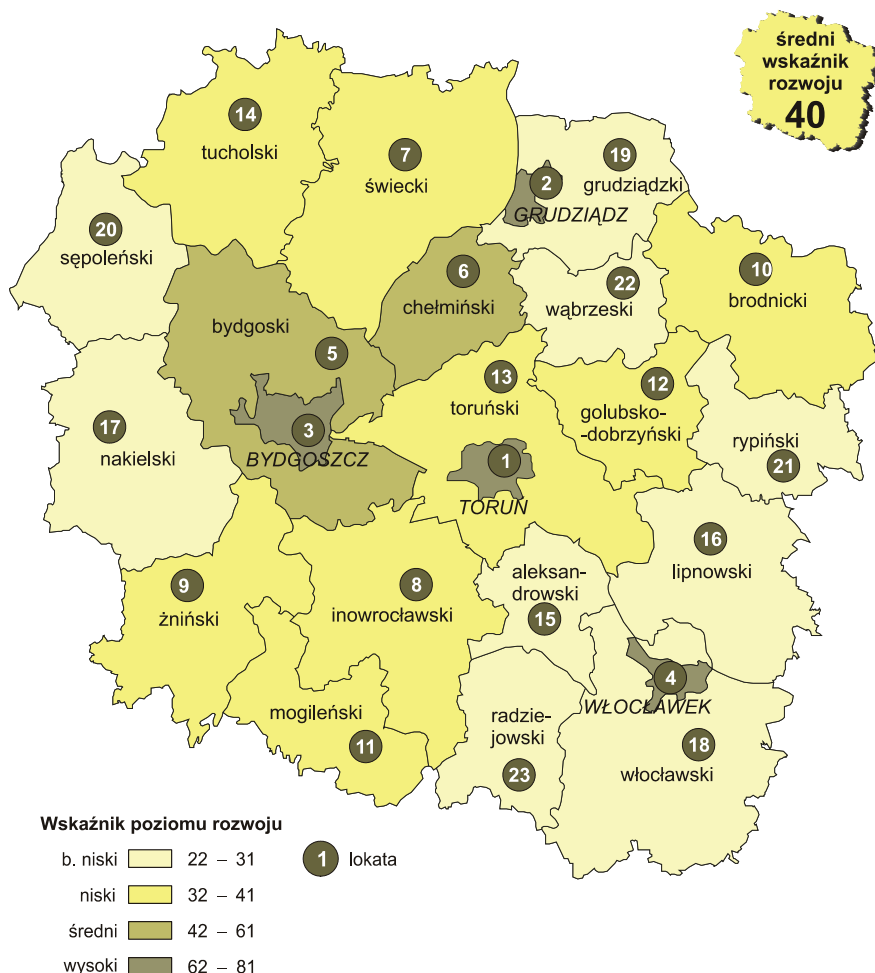 średni
wskaźnik
rozwoju
40
14
tucholski
7
świecki
19
grudziądzki
2
GRUDZIĄDZ
20
sępoleński
6
chełmiński
22
wąbrzeski
10
brodnicki
bydgoski
5
13
toruński
12
golubsko-
-dobrzyński
17
nakielski
3
BYDGOSZCZ
rypiński
21
1
TORUŃ
16
lipnowski
9
żniński
8
inowrocławski
aleksan-
drowski
15
4
WŁOCŁAWEK
mogileński
11
radzie-
jowski
23
18
włocławski
Wskaźnik poziomu rozwoju
b. niski 22 – 31 1 lokata
niski 32 – 41
średni 42 – 61
wysoki 62 – 81